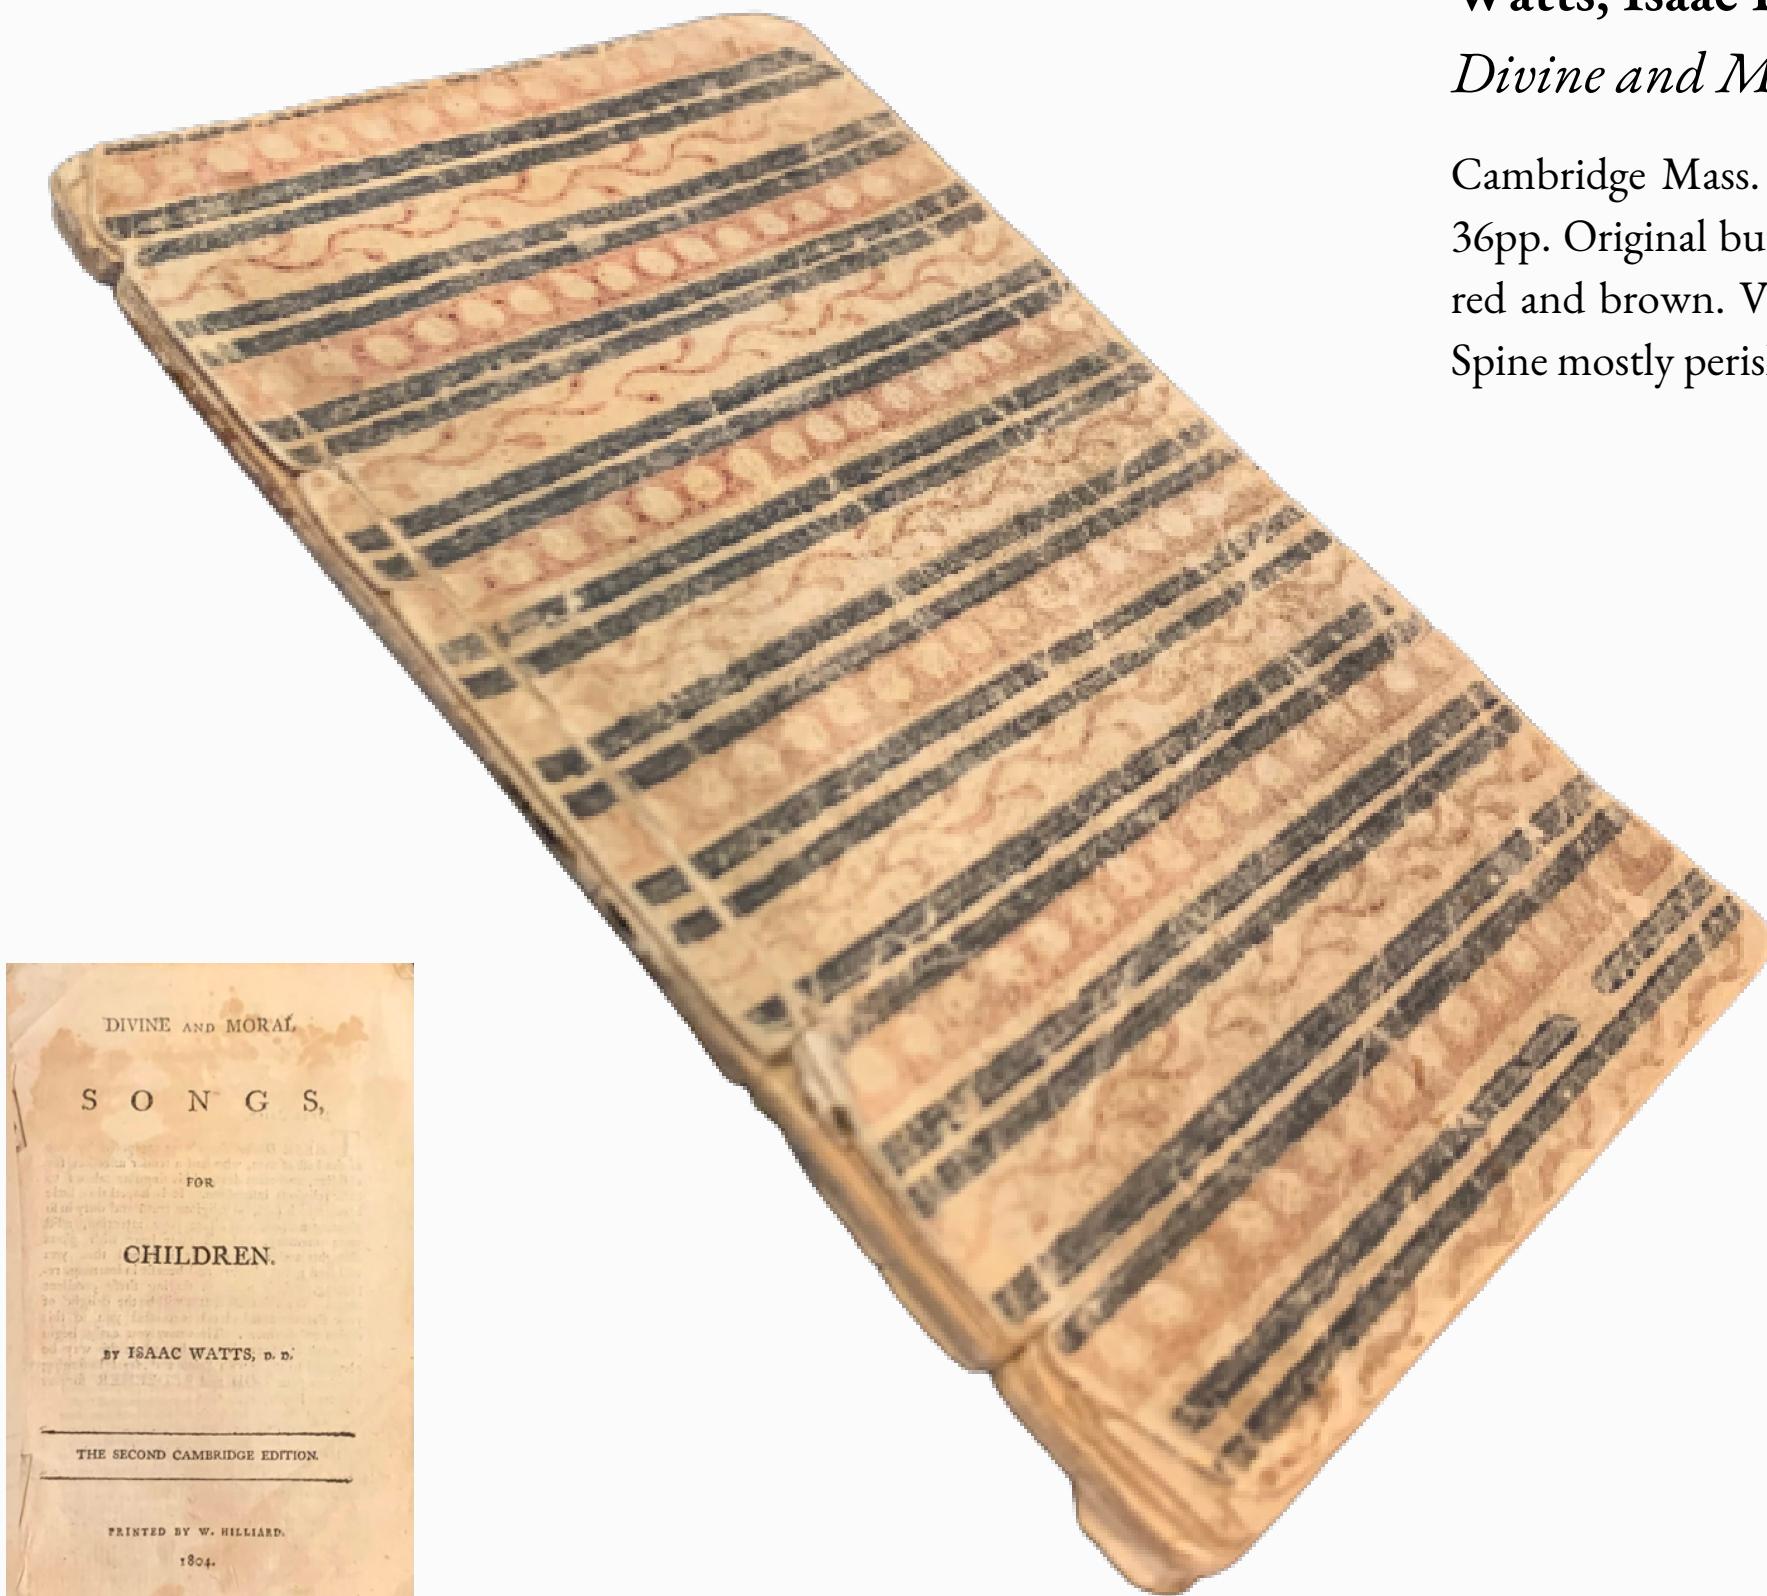 Watts, Isaac
Divine and M
Cambridge Mass.
36pp. Original bu
red and brown. V
Spine mostly peris
DIVINE AND MORAL
SONGS,
FOR
CHILDREN.
BY ISAAC WATTS, D. D.
THE SECOND CAMBRIDGE EDITION.
PRINTED BY W. HILLIARD.
1804.